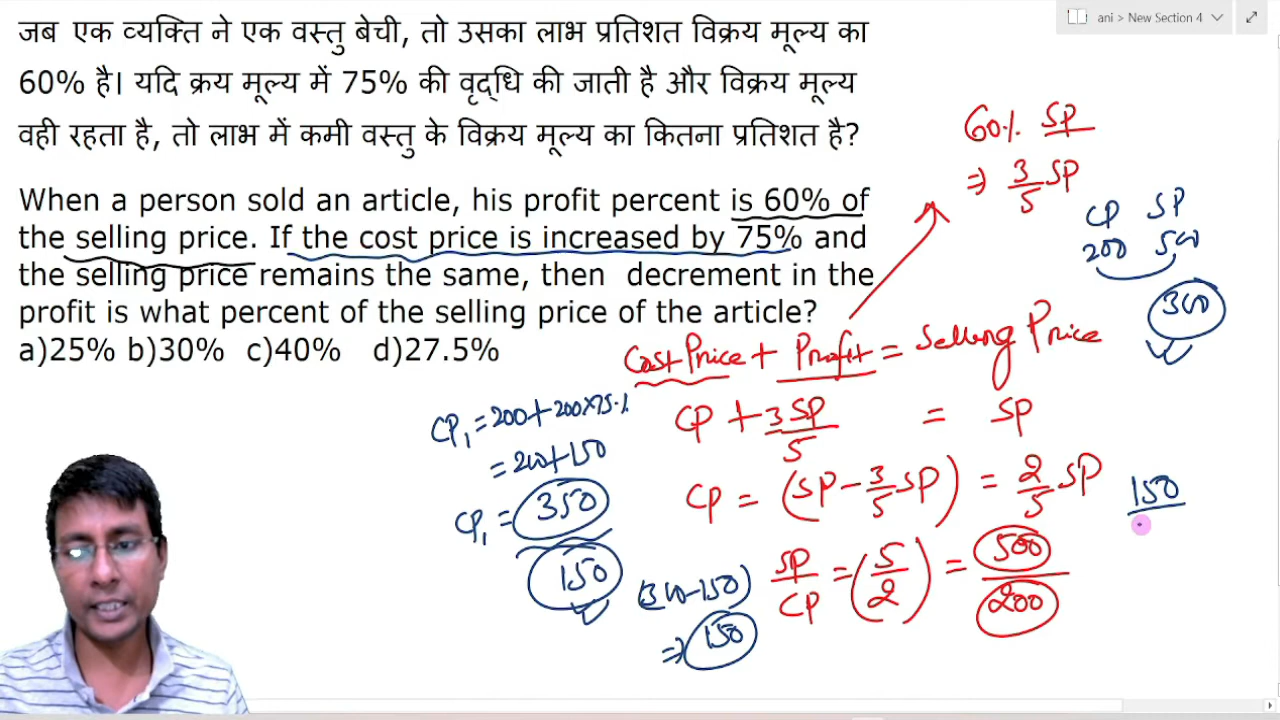 ani > New Section 4
जब एक व्यक्ति ने एक वस्तु बेची, तो उसका लाभ प्रतिशत विक्रय मूल्य का
60% है। यदि क्रय मूल्य में 75% की वृद्धि की जाती है और विक्रय मूल्य
वही रहता है, तो लाभ में कमी वस्तु के विक्रय मूल्य का कितना प्रतिशत है?
When a person sold an article, his profit percent is 60% of
the selling price. If the cost price is increased by 75% and
the selling price remains the same, then decrement in the
profit is what percent of the selling price of the article?
a)25% b)30% c)40% d)27.5%
60% SP
⇒ 3/5 SP
CP SP
200 500
300
Cost Price + Profit = Selling Price
CP + 3SP/5 = SP
CP = (SP - 3/5 SP) = 2/5 SP
SP/CP = (5/2) = 500/200
CP1 = 200 + 200×75%
= 200+150
CP1 = 350
150
(300-150)
⇒ 150
150